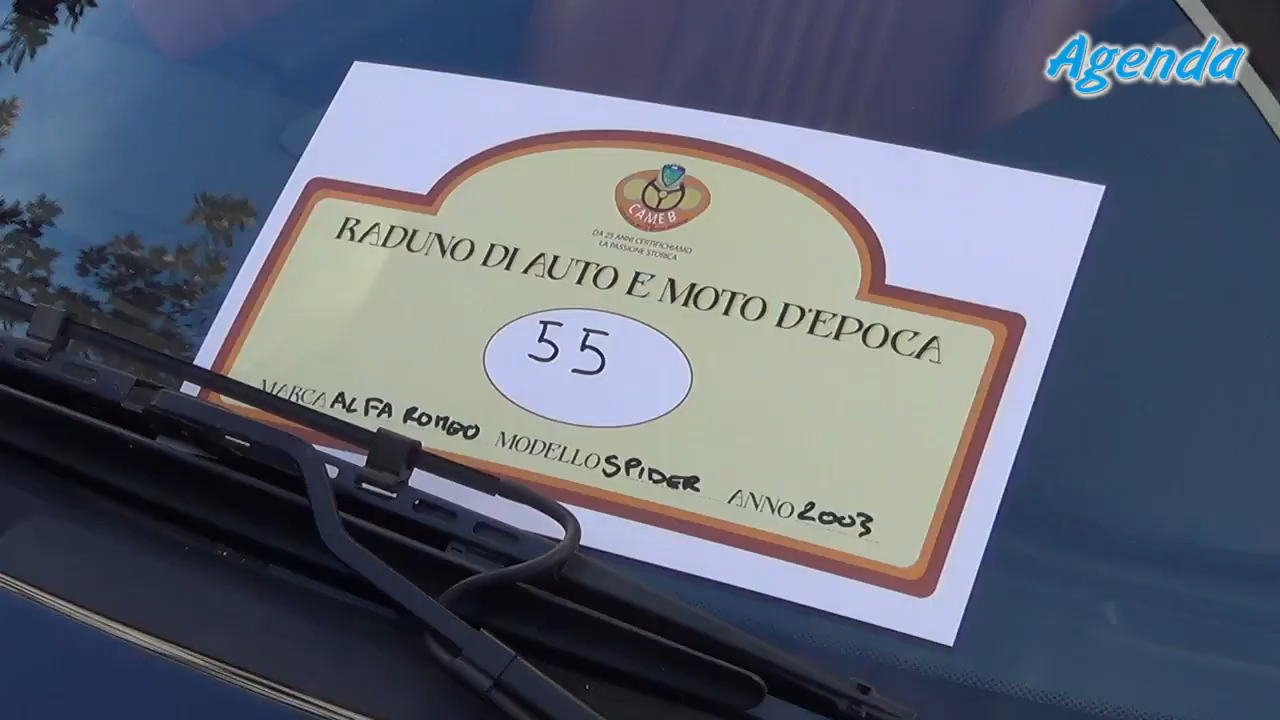 Agenda
CAMEB
DA 25 ANNI CERTIFICHIAMO
LA PASSIONE STORICA
RADUNO DI AUTO E MOTO D'EPOCA
55
MARCA ALFA ROMEO MODELLO SPIDER ANNO 2003